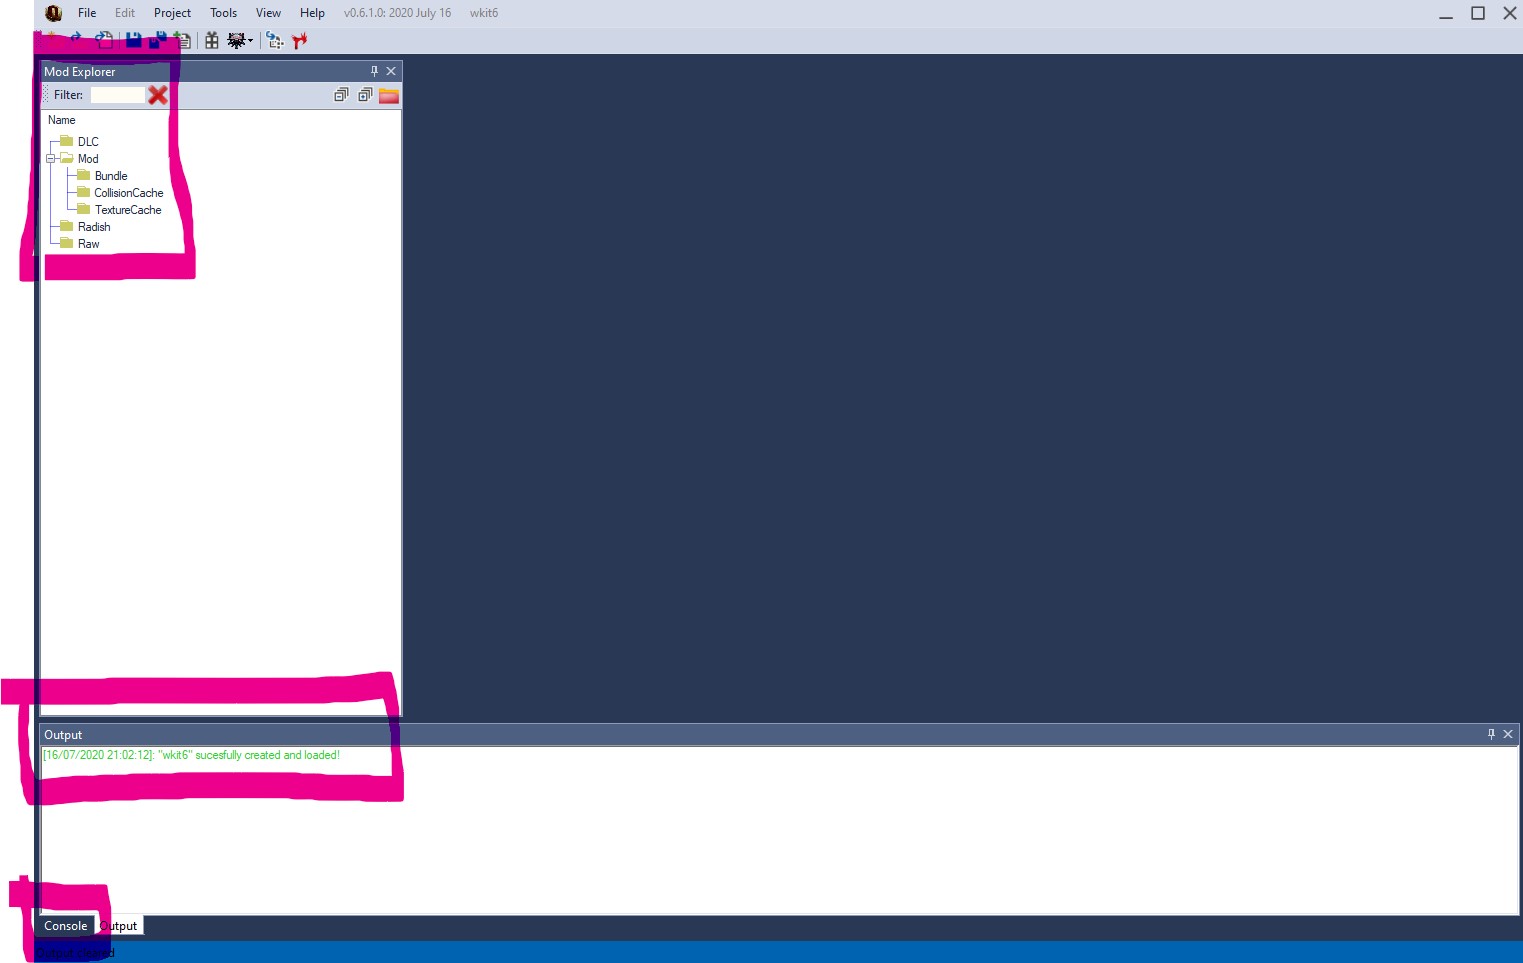 File Edit Project Tools View Help v0.6.1.0: 2020 July 16 wkit6
Mod Explorer
Filter:
Name
DLC
Mod
Bundle
CollisionCache
TextureCache
Radish
Raw
Output
[16/07/2020 21:02:12]: "wkit6" sucesfully created and loaded!
Console Output